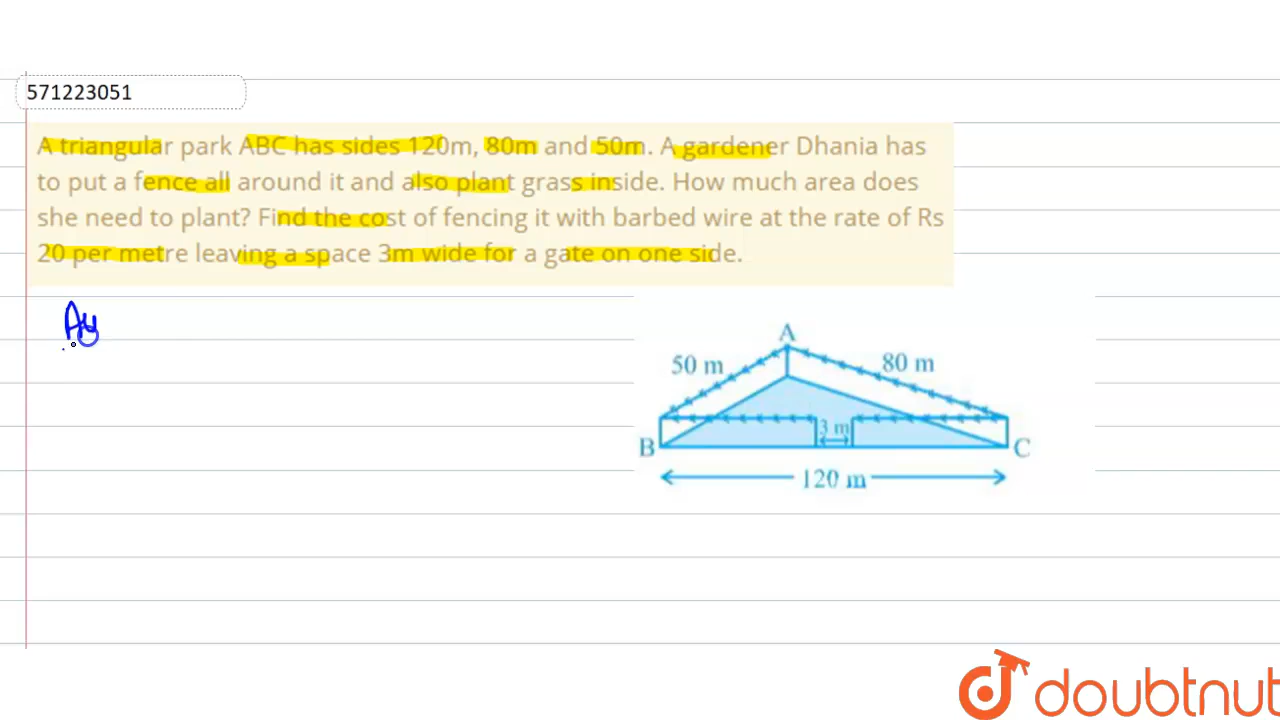 571223051
A triangular park ABC has sides 120m, 80m and 50m. A gardener Dhania has
to put a fence all around it and also plant grass inside. How much area does
she need to plant? Find the cost of fencing it with barbed wire at the rate of Rs
20 per metre leaving a space 3m wide for a gate on one side.
A
50 m
80 m
3 m
B
C
120 m
doubtnut